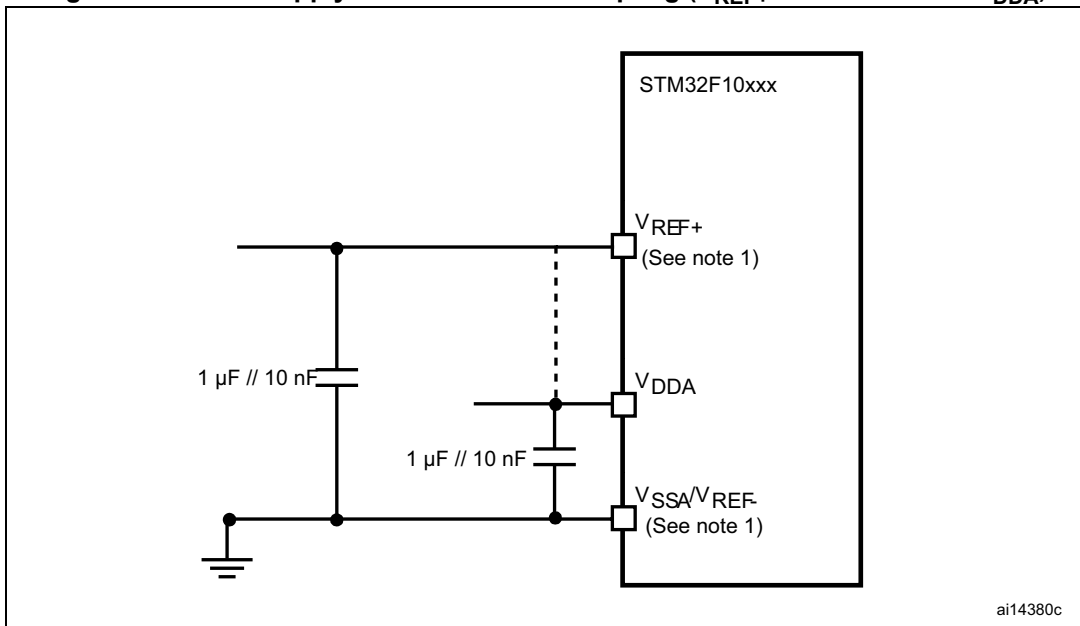 STM32F10xxx
VREF+
(See note 1)
1 µF // 10 nF
VDDA
1 µF // 10 nF
VSSA/VREF-
(See note 1)
ai14380c